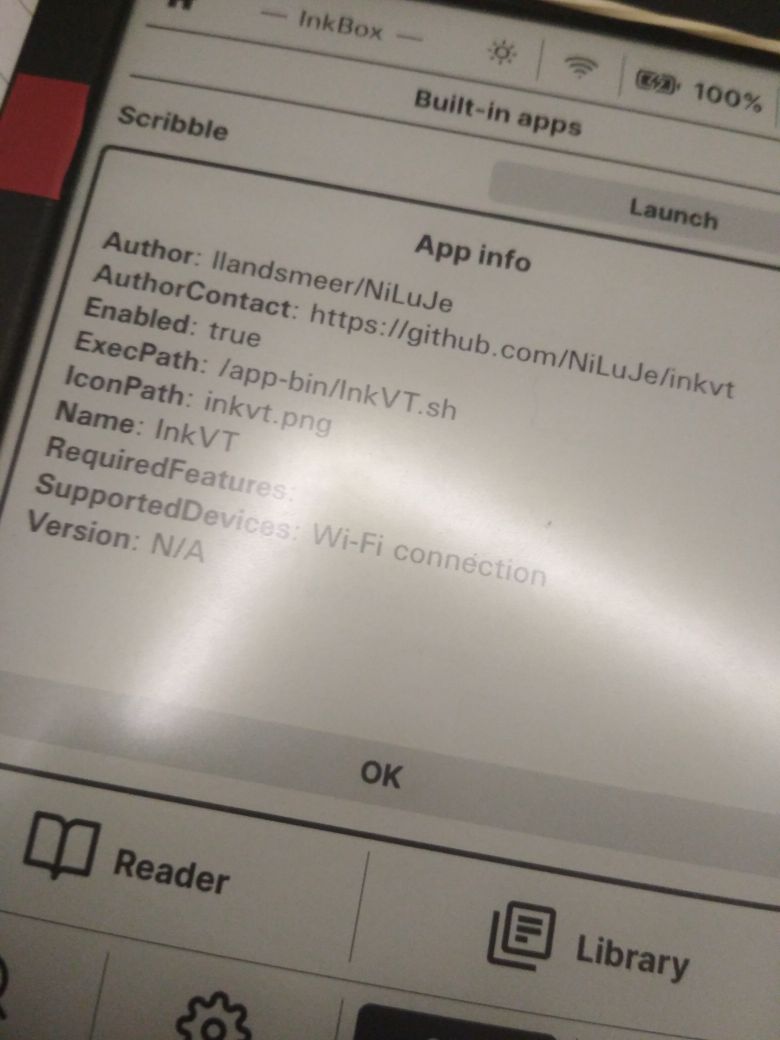 — InkBox —
100%
Built-in apps
Scribble
Launch
App info
Author: llandsmeer/NiLuJe
AuthorContact: https://github.com/NiLuJe/inkvt
Enabled: true
ExecPath: /app-bin/InkVT.sh
IconPath: inkvt.png
Name: InkVT
RequiredFeatures:
SupportedDevices: Wi-Fi connection
Version: N/A
OK
Reader
Library